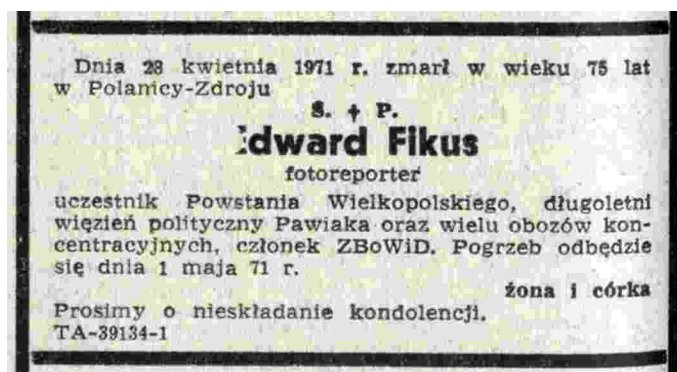 Dnia 28 kwietnia 1971 r. zmarł w wieku 75 lat
w Polanicy-Zdroju
Ś. + P.
Edward Fikus
fotoreporter
uczestnik Powstania Wielkopolskiego, długoletni
więzień polityczny Pawiaka oraz wielu obozów kon-
centracyjnych, członek ZBoWiD. Pogrzeb odbędzie
się dnia 1 maja 71 r.
żona i córka
Prosimy o nieskładanie kondolencji.
TA-39134-1